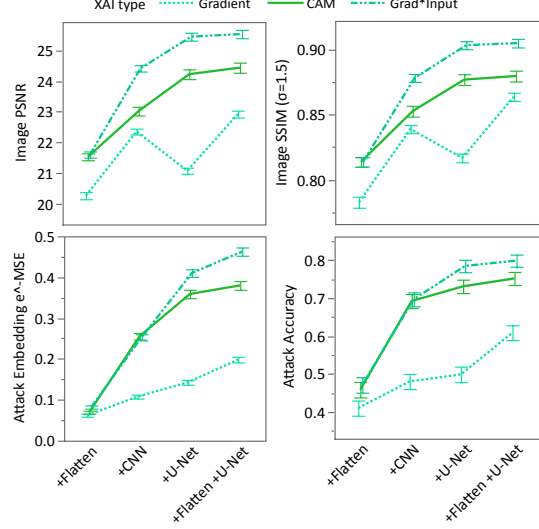 XAI type Gradient CAM Grad*Input
Image PSNR
25
24
23
22
21
20
Image SSIM (σ=1.5)
0.90
0.85
0.80
Attack Embedding e^-MSE
0.5
0.4
0.3
0.2
0.1
0.0
Attack Accuracy
0.8
0.7
0.6
0.5
0.4
+Flatten
+CNN
+U-Net
+Flatten +U-Net
+Flatten
+CNN
+U-Net
+Flatten +U-Net